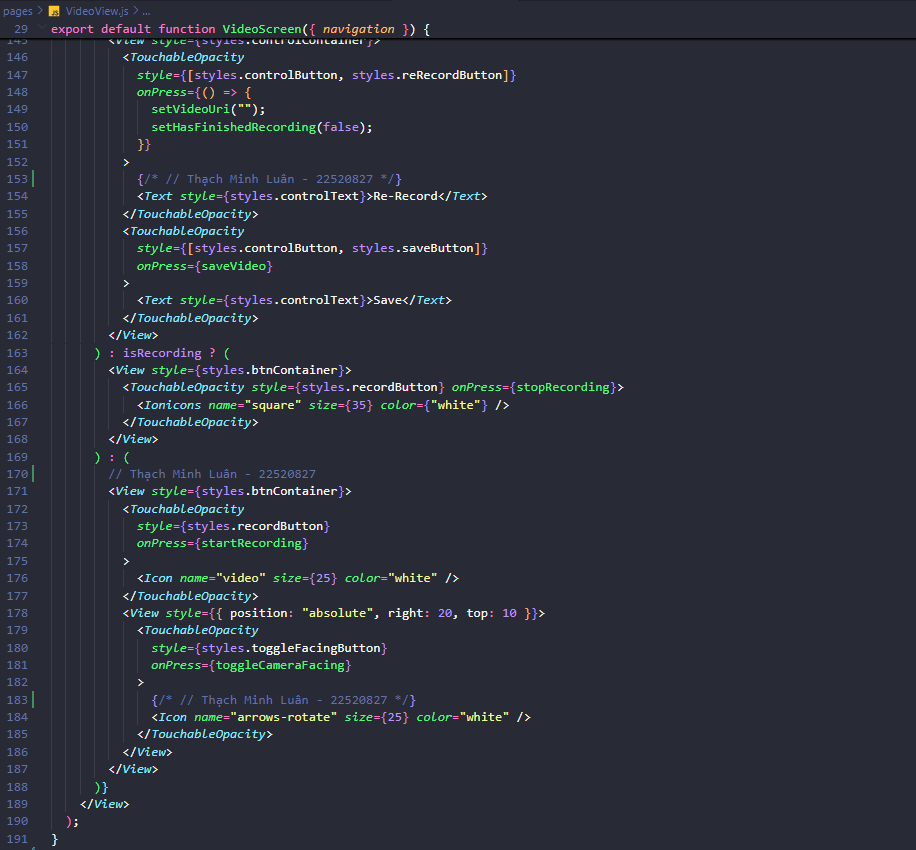 pages > JS VideoView.js > ...
29 export default function VideoScreen({ navigation }) {
145 <View style={styles.controlContainer}>
146 <TouchableOpacity
147 style={[styles.controlButton, styles.reRecordButton]}
148 onPress={() => {
149 setVideoUri("");
150 setHasFinishedRecording(false);
151 }}
152 >
153 {/* // Thạch Minh Luân - 22520827 */}
154 <Text style={styles.controlText}>Re-Record</Text>
155 </TouchableOpacity>
156 <TouchableOpacity
157 style={[styles.controlButton, styles.saveButton]}
158 onPress={saveVideo}
159 >
160 <Text style={styles.controlText}>Save</Text>
161 </TouchableOpacity>
162 </View>
163 ) : isRecording ? (
164 <View style={styles.btnContainer}>
165 <TouchableOpacity style={styles.recordButton} onPress={stopRecording}>
166 <Ionicons name="square" size={35} color={"white"} />
167 </TouchableOpacity>
168 </View>
169 ) : (
170 // Thạch Minh Luân - 22520827
171 <View style={styles.btnContainer}>
172 <TouchableOpacity
173 style={styles.recordButton}
174 onPress={startRecording}
175 >
176 <Icon name="video" size={25} color="white" />
177 </TouchableOpacity>
178 <View style={{ position: "absolute", right: 20, top: 10 }}>
179 <TouchableOpacity
180 style={styles.toggleFacingButton}
181 onPress={toggleCameraFacing}
182 >
183 {/* // Thạch Minh Luân - 22520827 */}
184 <Icon name="arrows-rotate" size={25} color="white" />
185 </TouchableOpacity>
186 </View>
187 </View>
188 )}
189 </View>
190 );
191 }